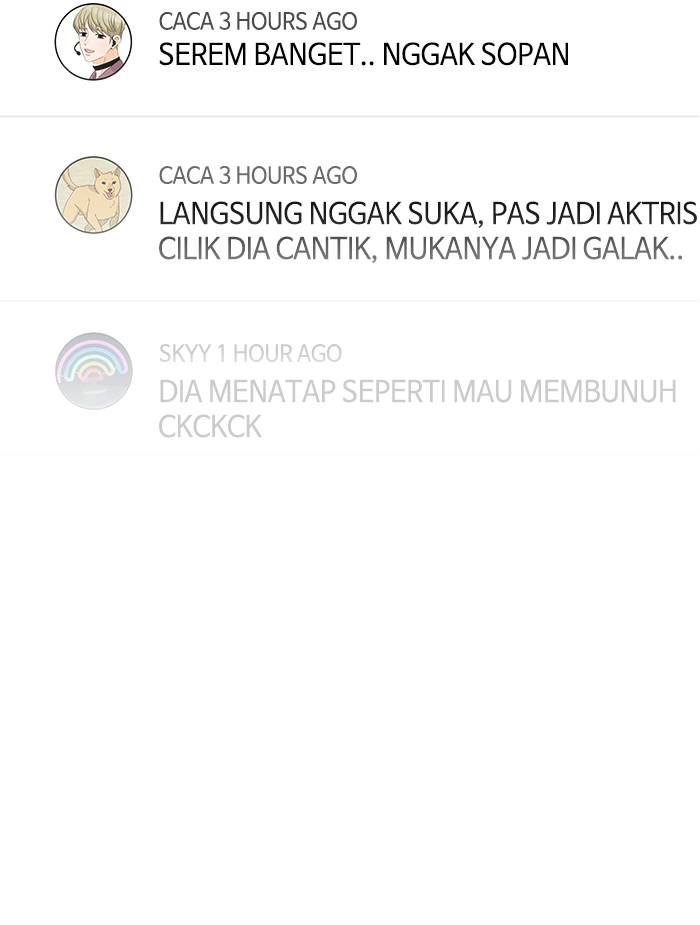 CACA 3 HOURS AGO
SEREM BANGET.. NGGAK SOPAN
CACA 3 HOURS AGO
LANGSUNG NGGAK SUKA, PAS JADI AKTRIS
CILIK DIA CANTIK, MUKANYA JADI GALAK..
SKYY 1 HOUR AGO
DIA MENATAP SEPERTI MAU MEMBUNUH
CKCKCK